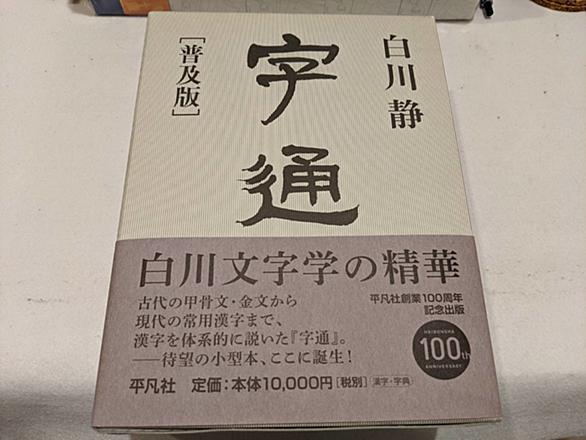 白川 静
字通
[普及版]
白川文字学の精華
古代の甲骨文・金文から
現代の常用漢字まで、
漢字を体系的に説いた『字通』。
──待望の小型本、ここに誕生!
平凡社創業100周年
記念出版
HEIBONSHA
100th
ANNIVERSARY
平凡社 定価:本体10,000円[税別] 漢字・字典